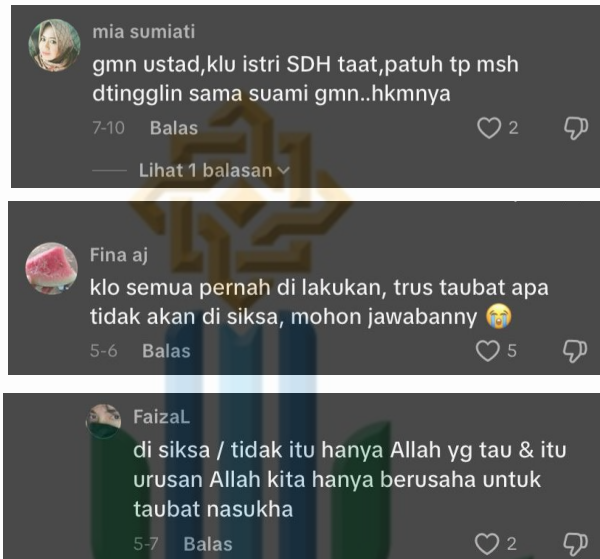 mia sumiati
gmn ustad,klu istri SDH taat,patuh tp msh
dtingglin sama suami gmn..hkmnya
7-10 Balas 2
Lihat 1 balasan
Fina aj
klo semua pernah di lakukan, trus taubat apa
tidak akan di siksa, mohon jawabanny 😭
5-6 Balas 5
FaizaL
di siksa / tidak itu hanya Allah yg tau & itu
urusan Allah kita hanya berusaha untuk
taubat nasukha
5-7 Balas 2